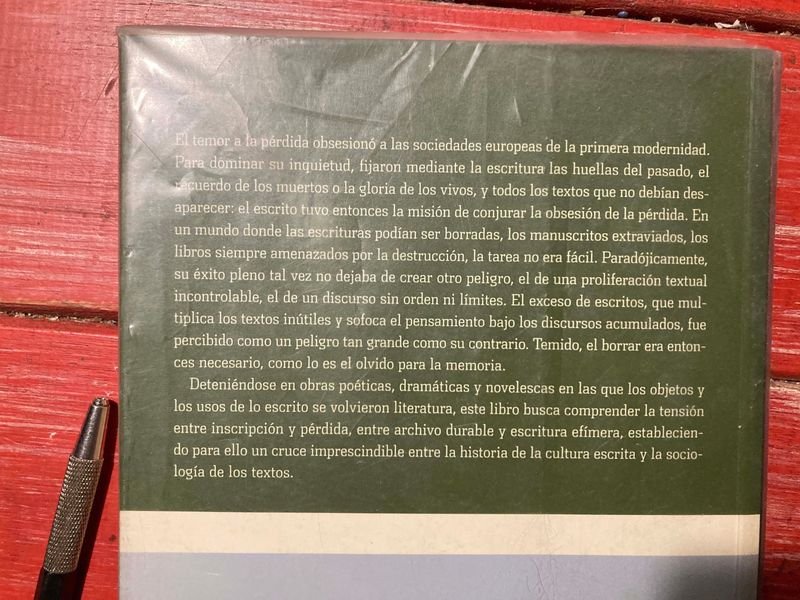 El temor a la pérdida obsesionó a las sociedades europeas de la primera modernidad.
Para dominar su inquietud, fijaron mediante la escritura las huellas del pasado, el
recuerdo de los muertos o la gloria de los vivos, y todos los textos que no debían des-
aparecer: el escrito tuvo entonces la misión de conjurar la obsesión de la pérdida. En
un mundo donde las escrituras podían ser borradas, los manuscritos extraviados, los
libros siempre amenazados por la destrucción, la tarea no era fácil. Paradójicamente,
su éxito pleno tal vez no dejaba de crear otro peligro, el de una proliferación textual
incontrolable, el de un discurso sin orden ni límites. El exceso de escritos, que mul-
tiplica los textos inútiles y sofoca el pensamiento bajo los discursos acumulados, fue
percibido como un peligro tan grande como su contrario. Temido, el borrar era enton-
ces necesario, como lo es el olvido para la memoria.
Deteniéndose en obras poéticas, dramáticas y novelescas en las que los objetos y
los usos de lo escrito se volvieron literatura, este libro busca comprender la tensión
entre inscripción y pérdida, entre archivo durable y escritura efímera, establecien-
do para ello un cruce imprescindible entre la historia de la cultura escrita y la socio-
logía de los textos.